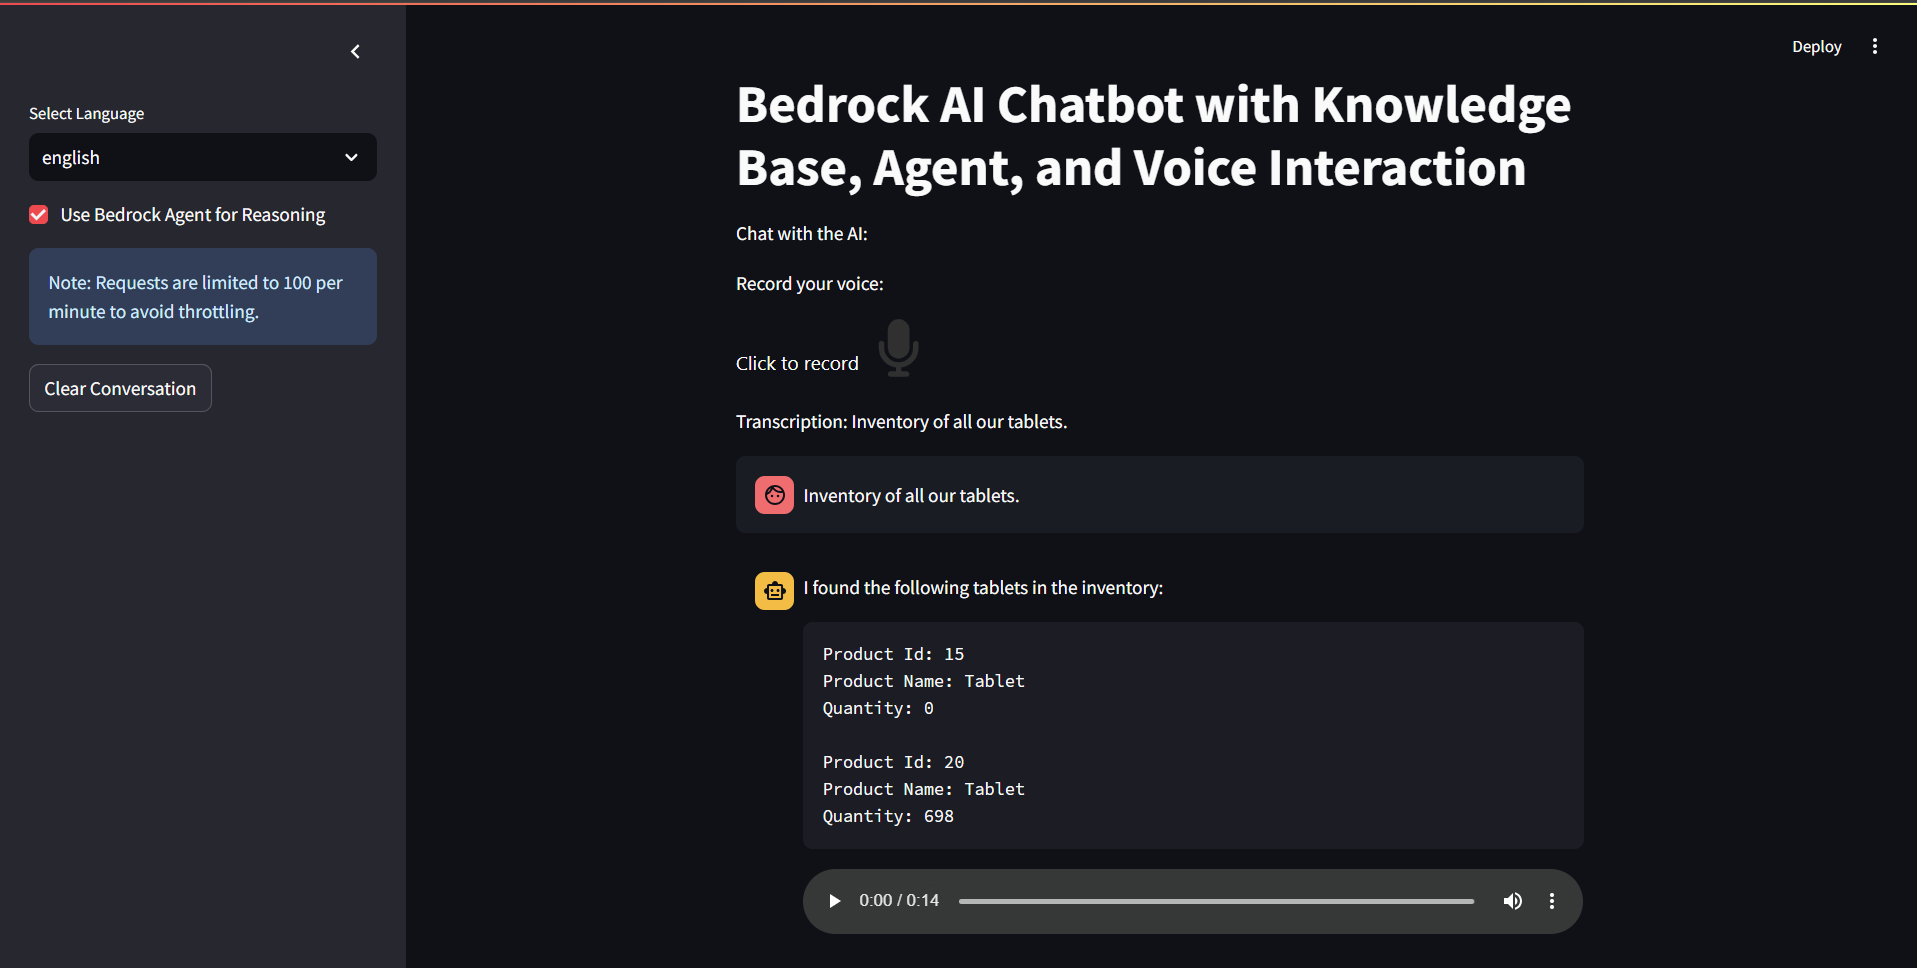 Deploy
Select Language
english
Use Bedrock Agent for Reasoning
Note: Requests are limited to 100 per
minute to avoid throttling.
Clear Conversation
Bedrock AI Chatbot with Knowledge
Base, Agent, and Voice Interaction
Chat with the AI:
Record your voice:
Click to record
Transcription: Inventory of all our tablets.
Inventory of all our tablets.
I found the following tablets in the inventory:
Product Id: 15
Product Name: Tablet
Quantity: 0
Product Id: 20
Product Name: Tablet
Quantity: 698
0:00 / 0:14